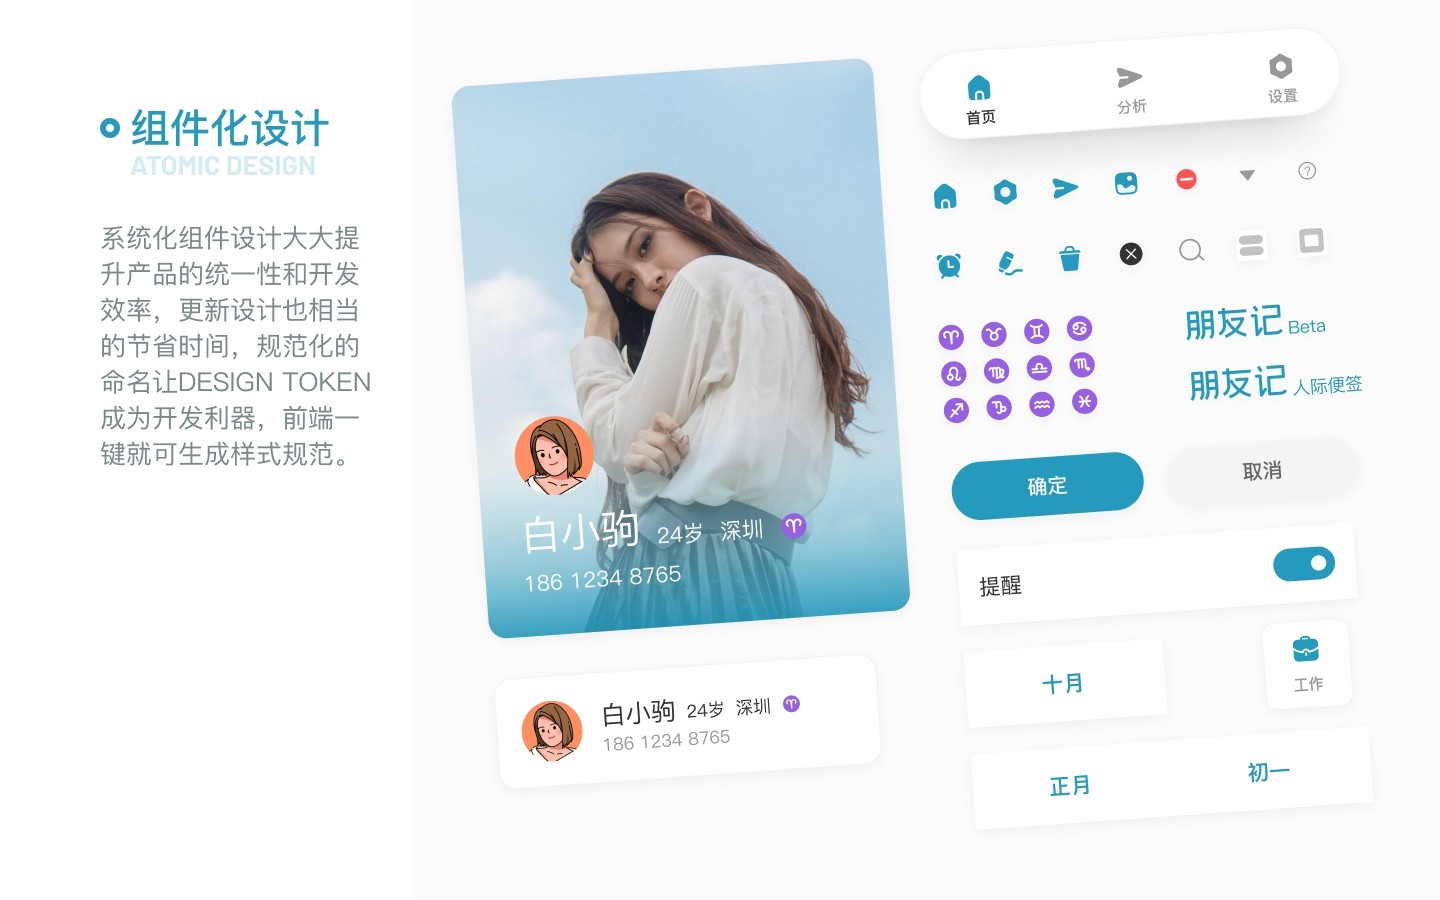 组件化设计
ATOMIC DESIGN
系统化组件设计大大提
升产品的统一性和开发
效率，更新设计也相当
的节省时间，规范化的
命名让DESIGN TOKEN
成为开发利器，前端一
键就可生成样式规范。
白小驹 24岁 深圳
186 1234 8765
白小驹 24岁 深圳
186 1234 8765
首页
分析
设置
朋友记 Beta
朋友记 人际便签
确定
取消
提醒
十月
工作
正月
初一